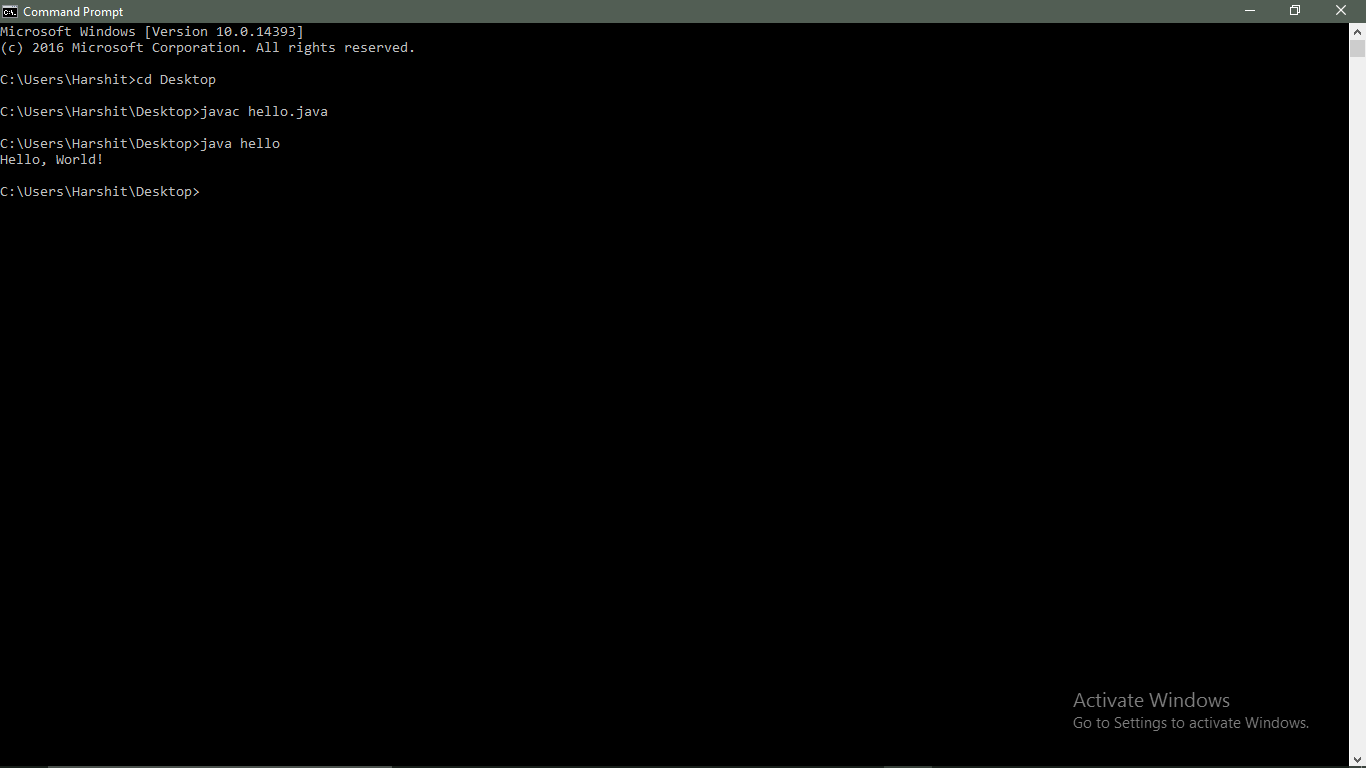 Command Prompt
Microsoft Windows [Version 10.0.14393]
(c) 2016 Microsoft Corporation. All rights reserved.
C:\Users\Harshit>cd Desktop
C:\Users\Harshit\Desktop>javac hello.java
C:\Users\Harshit\Desktop>java hello
Hello, World!
C:\Users\Harshit\Desktop>
Activate Windows
Go to Settings to activate Windows.